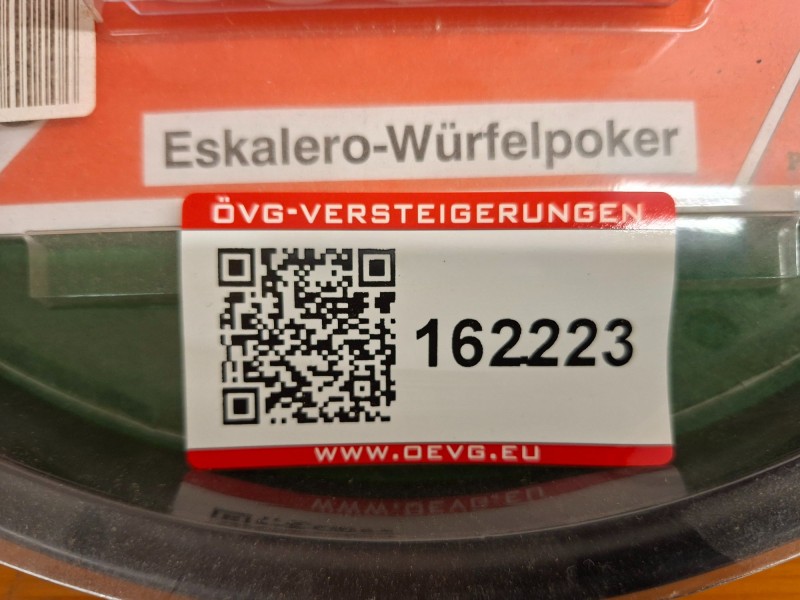 Eskalero-Würfelpoker
ÖVG-VERSTEIGERUNGEN
162223
WWW.OEVG.EU